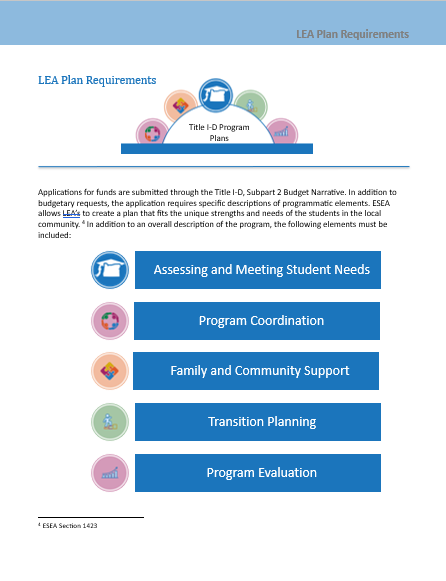 LEA Plan Requirements
LEA Plan Requirements
Title I-D Program
Plans
Applications for funds are submitted through the Title I-D, Subpart 2 Budget Narrative. In addition to
budgetary requests, the application requires specific descriptions of programmatic elements. ESEA
allows LEA's to create a plan that fits the unique strengths and needs of the students in the local
community. 4 In addition to an overall description of the program, the following elements must be
included:
Assessing and Meeting Student Needs
Program Coordination
Family and Community Support
Transition Planning
Program Evaluation
4 ESEA Section 1423